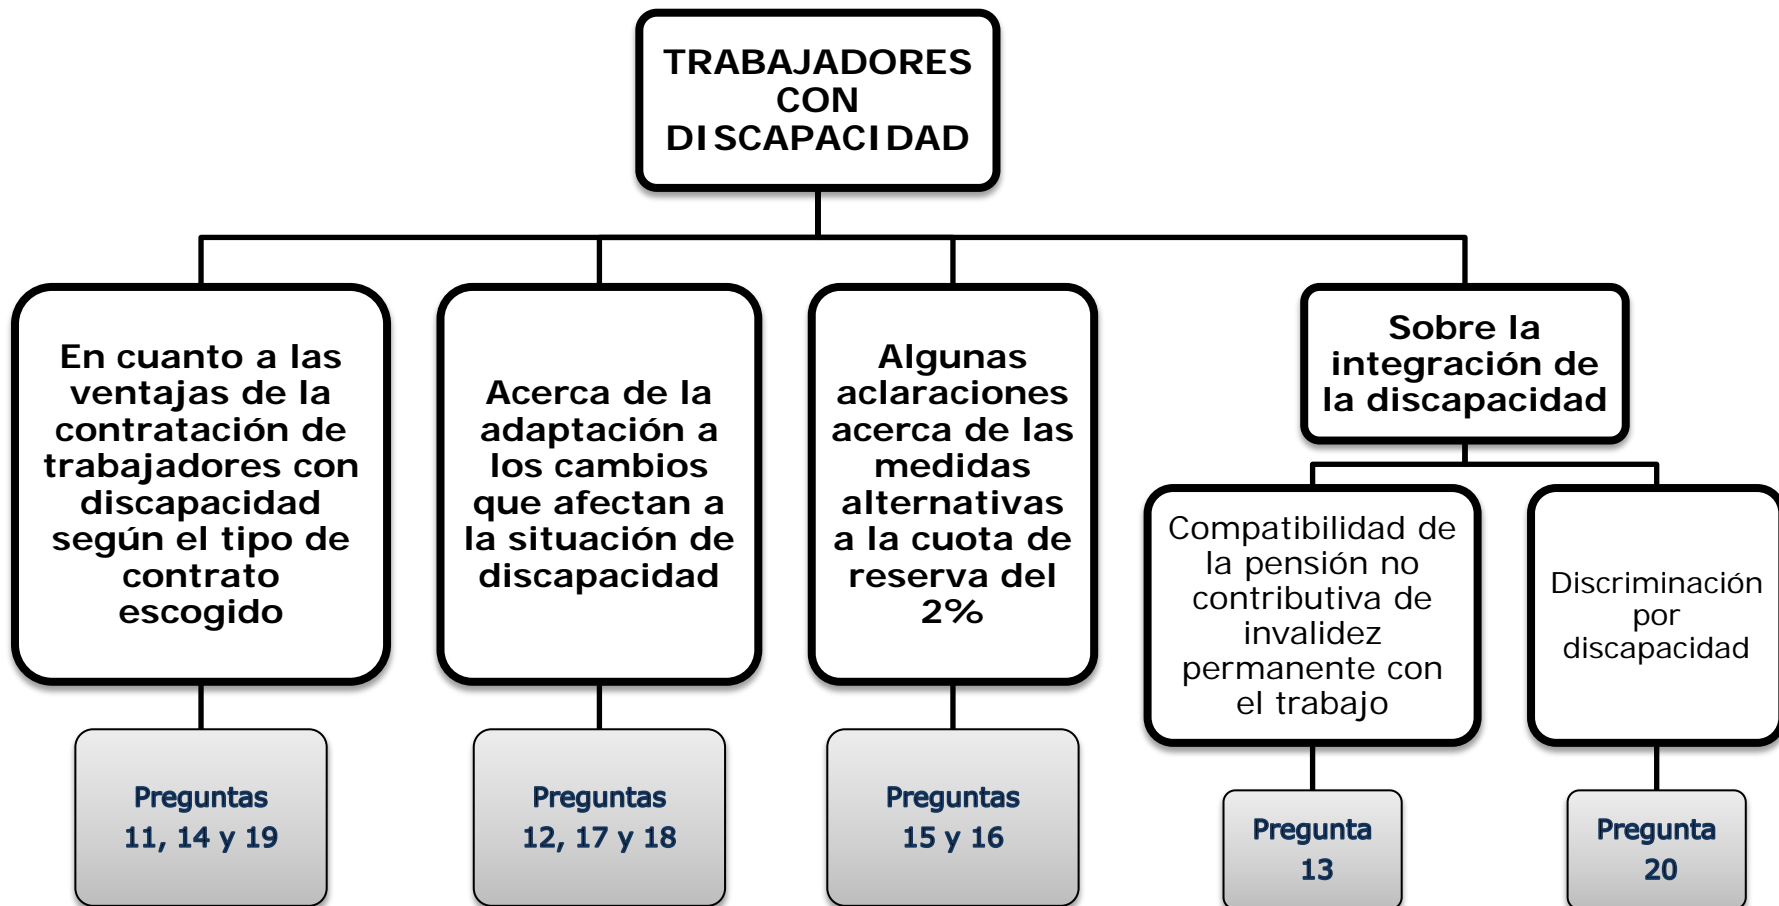 TRABAJADORES
CON
DISCAPACIDAD
En cuanto a las
ventajas de la
contratación de
trabajadores con
discapacidad
según el tipo de
contrato
escogido
Acerca de la
adaptación a
los cambios
que afectan a
la situación de
discapacidad
Algunas
aclaraciones
acerca de las
medidas
alternativas
a la cuota de
reserva del
2%
Sobre la
integración de
la discapacidad
Compatibilidad de
la pensión no
contributiva de
invalidez
permanente con
el trabajo
Discriminación
por
discapacidad
Preguntas
11, 14 y 19
Preguntas
12, 17 y 18
Preguntas
15 y 16
Pregunta
13
Pregunta
20